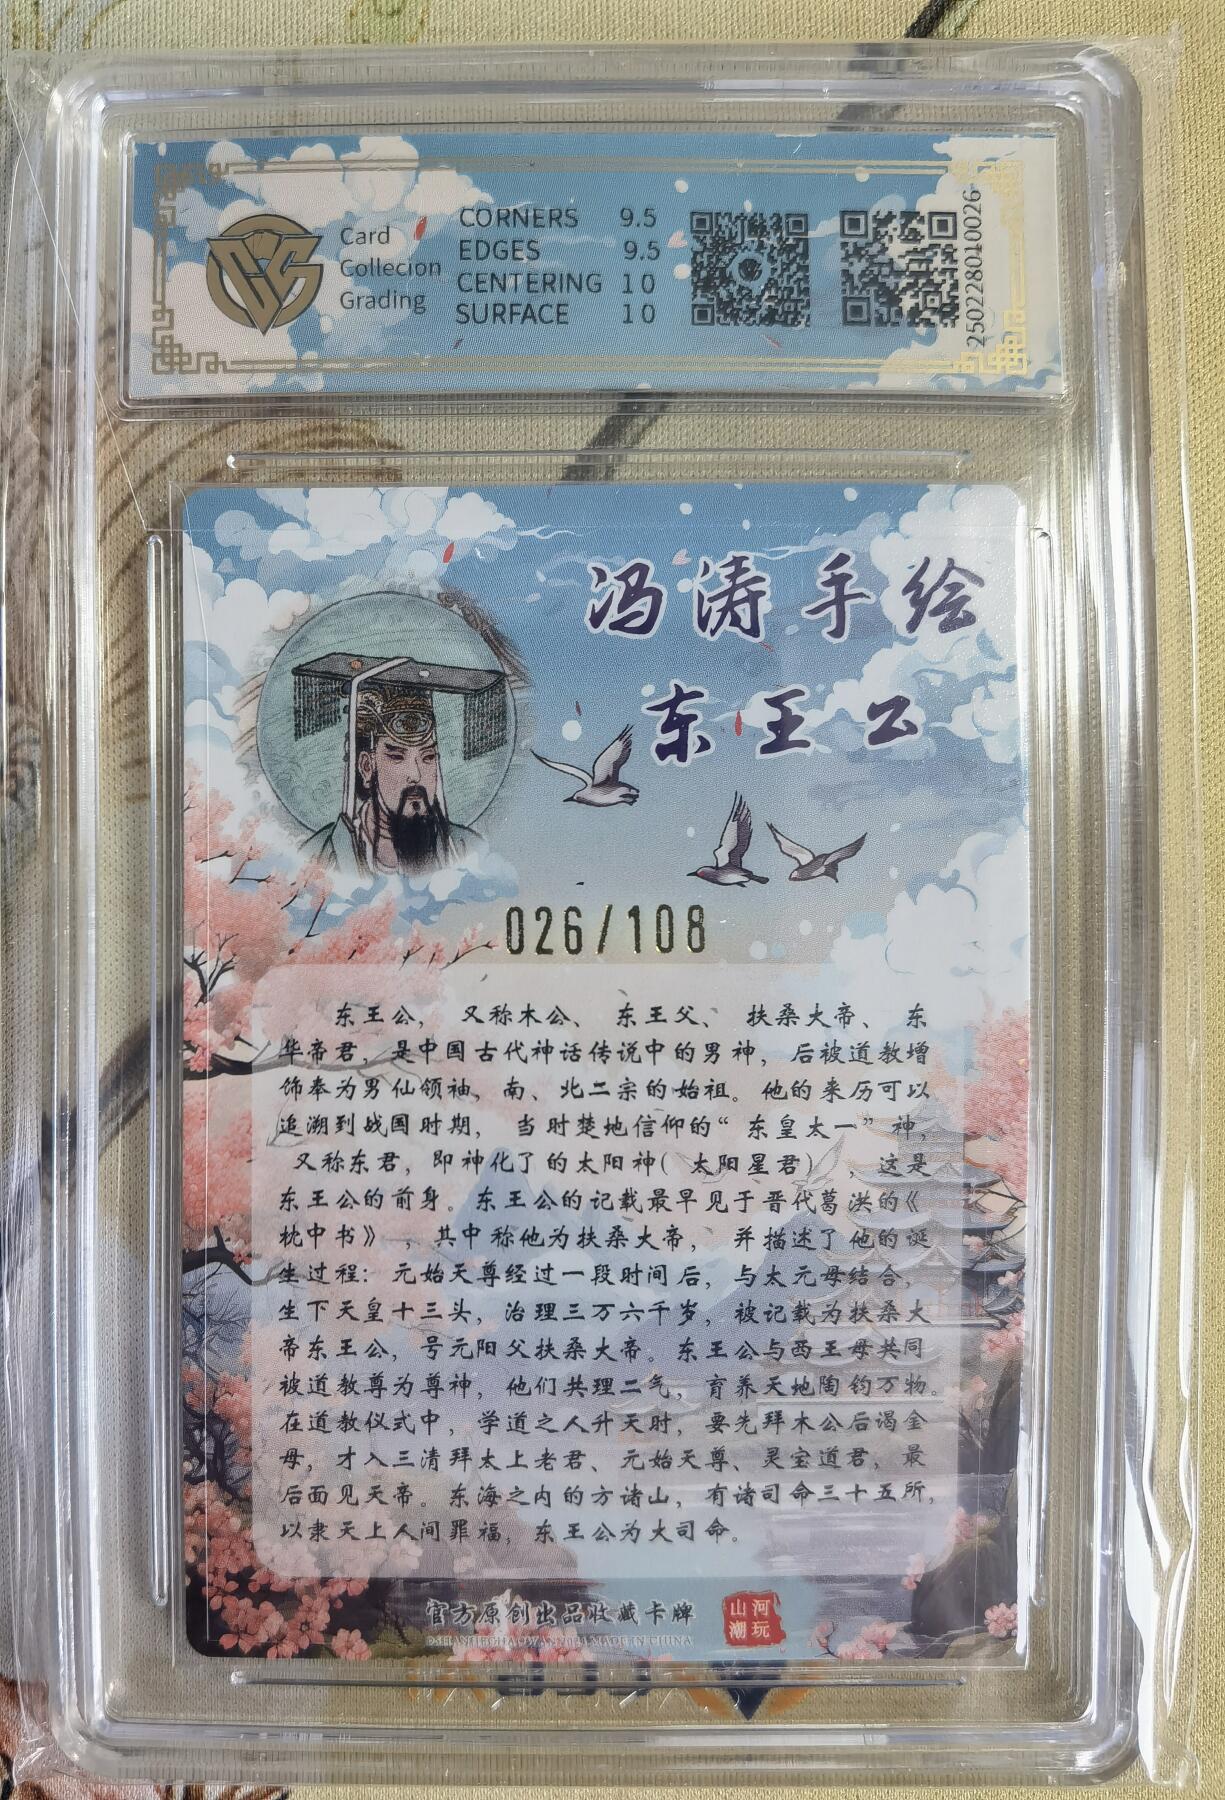 Card
Collecion
Grading
CORNERS 9.5
EDGES 9.5
CENTERING 10
SURFACE 10
2502280010026
冯涛手绘
东王公
026/108
东王公，又称木公、东王父、扶桑大帝、东
华帝君，是中国古代神话传说中的男神，后被道教增
饰奉为男仙领袖，南、北二宗的始祖。他的来历可以
追溯到战国时期，当时楚地信仰的“东皇太一”神，
又称东君，即神化了的太阳神（太阳星君），这是
东王公的前身。东王公的记载最早见于晋代葛洪的《
枕中书》，其中称他为扶桑大帝，并描述了他的诞
生过程：元始天尊经过一段时间后，与太元母结合，
生下天皇十三头，治理三万六千岁，被记载为扶桑大
帝东王公，号元阳父扶桑大帝。东王公与西王母共同
被道教尊为尊神，他们共理二气，育养天地陶钧万物。
在道教仪式中，学道之人升天时，要先拜木公后谒金
母，才入三清拜太上老君、元始天尊、灵宝道君，最
后面见天帝。东海之内的方诸山，有诸司命三十五所，
以隶天上人间罪福，东王公为大司命。
官方原创出品收藏卡牌
山河
潮玩